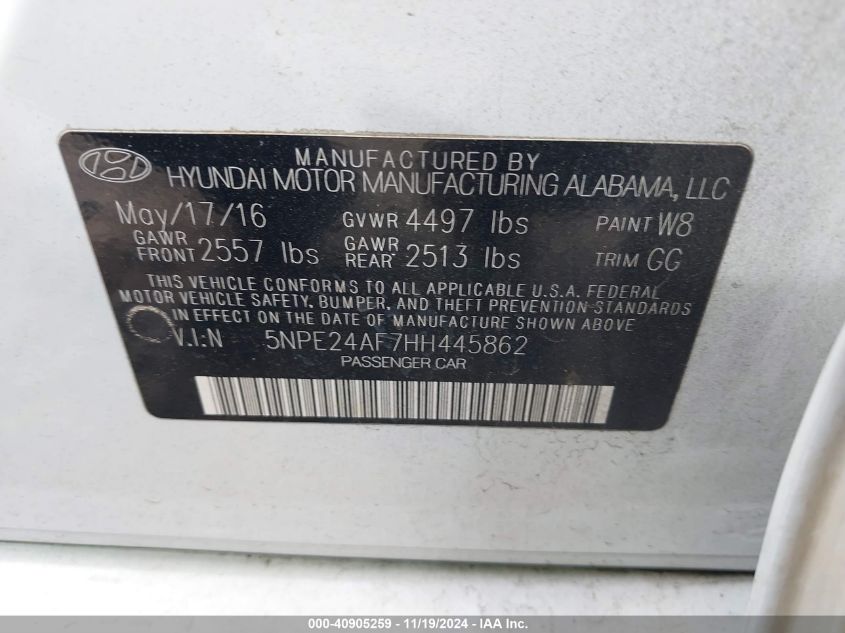 MANUFACTURED BY
HYUNDAI MOTOR MANUFACTURING ALABAMA, LLC
May/17/16 GVWR 4497 lbs PAINT W8
GAWR FRONT 2557 lbs GAWR REAR 2513 lbs TRIM GG
THIS VEHICLE CONFORMS TO ALL APPLICABLE U.S.A. FEDERAL
MOTOR VEHICLE SAFETY, BUMPER, AND THEFT PREVENTION STANDARDS
IN EFFECT ON THE DATE OF MANUFACTURE SHOWN ABOVE.
V.I.N 5NPE24AF7HH445862
PASSENGER CAR
000-40905259 - 11/19/2024 - IAA Inc.